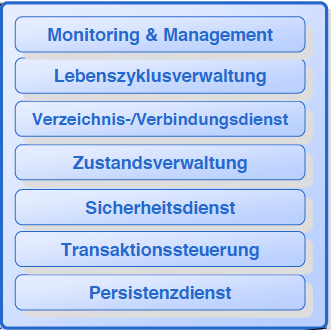 Monitoring & Management
Lebenszyklusverwaltung
Verzeichnis-/Verbindungsdienst
Zustandsverwaltung
Sicherheitsdienst
Transaktionssteuerung
Persistenzdienst